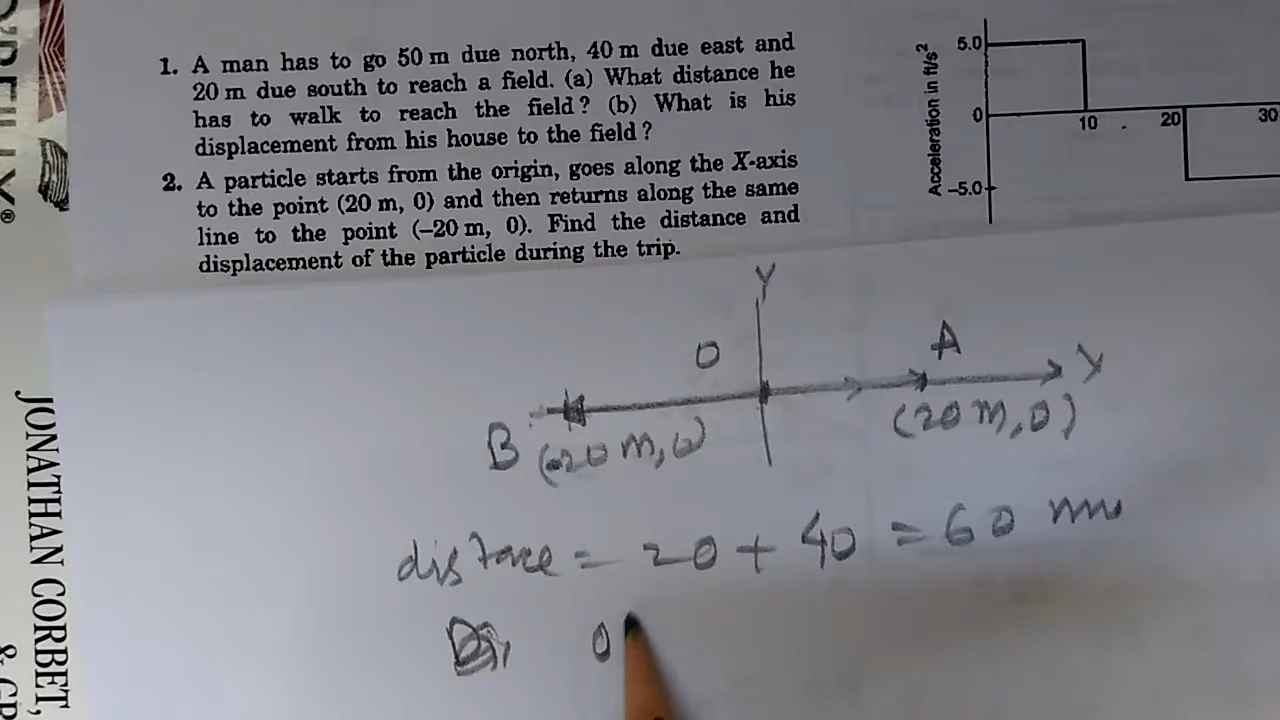 1. A man has to go 50 m due north, 40 m due east and
20 m due south to reach a field. (a) What distance he
has to walk to reach the field? (b) What is his
displacement from his house to the field?
2. A particle starts from the origin, goes along the X-axis
to the point (20 m, 0) and then returns along the same
line to the point (–20 m, 0). Find the distance and
displacement of the particle during the trip.
Acceleration in ft/s²
5.0
0
10
20
30
–5.0
Y
O
A
B
(-20 m, 0)
(20 m, 0)
distance = 20 + 40 = 60 m
0
JONATHAN CORBET,